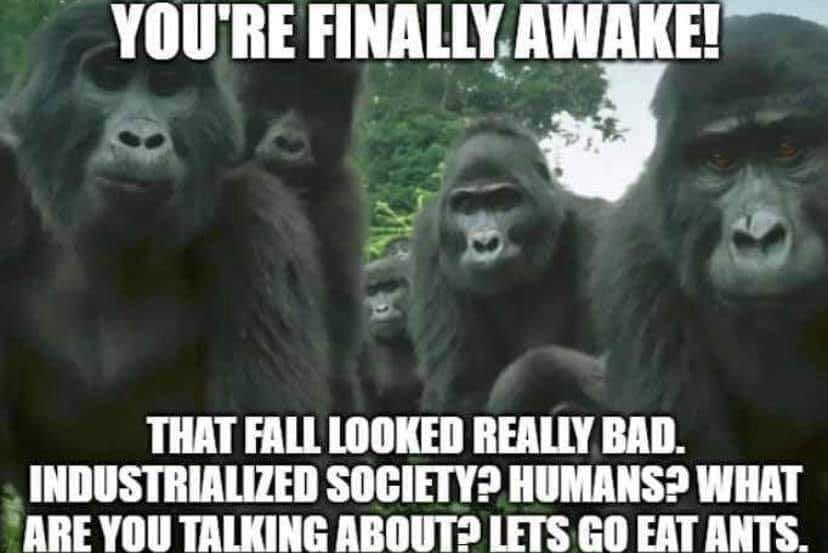 YOU'RE FINALLY AWAKE!
THAT FALL LOOKED REALLY BAD.
INDUSTRIALIZED SOCIETY? HUMANS? WHAT
ARE YOU TALKING ABOUT? LETS GO EAT ANTS.